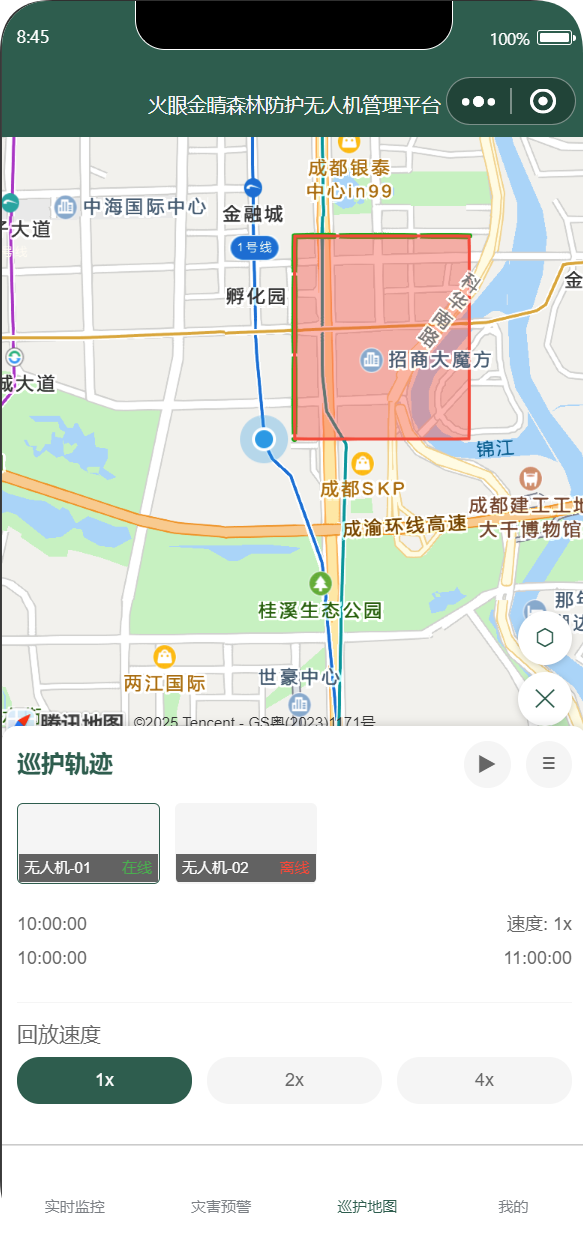 8:45
100%
火眼金睛森林防护无人机管理平台
成都银泰
中心in99
中海国际中心
金融城
子大道
1号线
孵化园
科华南路
金
招商大魔方
城大道
锦江
成都SKP
成都建工工地
大千博物馆
成渝环线高速
桂溪生态公园
两江国际
世豪中心
腾讯地图
©2025 Tencent - GS粤(2023)1171号
巡护轨迹
无人机-01 在线
无人机-02 离线
10:00:00
速度: 1x
10:00:00
11:00:00
回放速度
1x
2x
4x
实时监控
灾害预警
巡护地图
我的